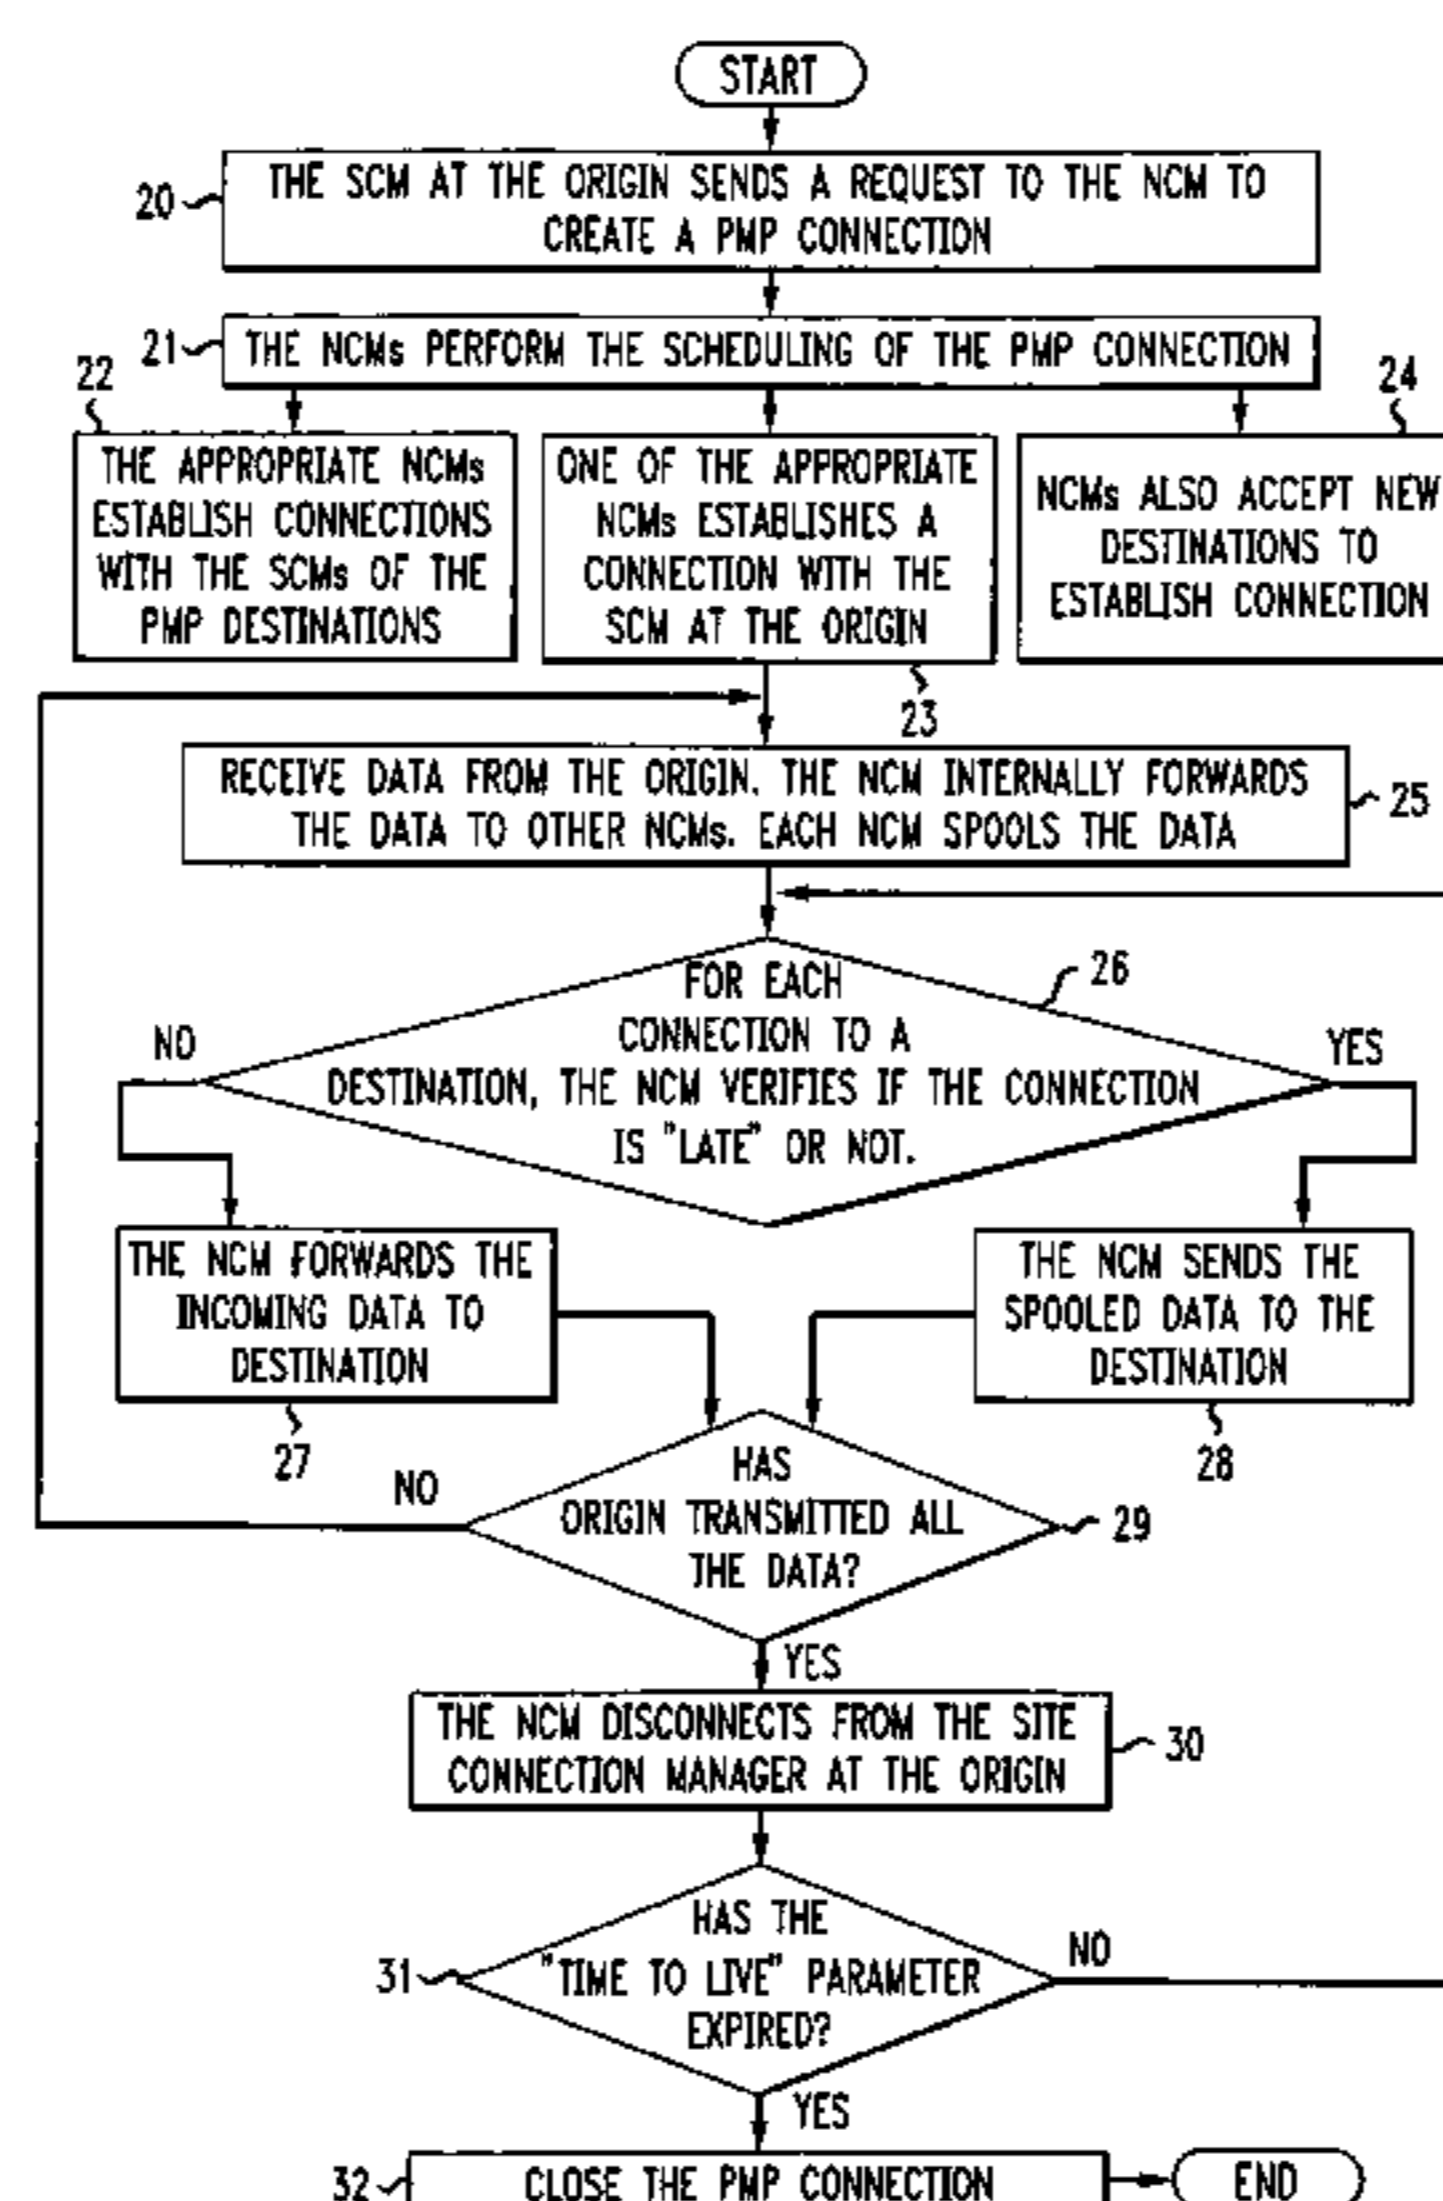 START
20
THE SCM AT THE ORIGIN SENDS A REQUEST TO THE NCM TO
CREATE A PMP CONNECTION
21
THE NCMs PERFORM THE SCHEDULING OF THE PMP CONNECTION
22
THE APPROPRIATE NCMs
ESTABLISH CONNECTIONS
WITH THE SCMs OF THE
PMP DESTINATIONS
ONE OF THE APPROPRIATE
NCMs ESTABLISHES A
CONNECTION WITH THE
SCM AT THE ORIGIN
23
24
NCMs ALSO ACCEPT NEW
DESTINATIONS TO
ESTABLISH CONNECTION
RECEIVE DATA FROM THE ORIGIN. THE NCM INTERNALLY FORWARDS
THE DATA TO OTHER NCMs. EACH NCM SPOOLS THE DATA
25
FOR EACH
CONNECTION TO A
DESTINATION, THE NCM VERIFIES IF THE CONNECTION
IS "LATE" OR NOT.
26
NO
YES
THE NCM FORWARDS THE
INCOMING DATA TO
DESTINATION
27
THE NCM SENDS THE
SPOOLED DATA TO THE
DESTINATION
28
HAS
ORIGIN TRANSMITTED ALL
THE DATA?
29
NO
YES
THE NCM DISCONNECTS FROM THE SITE
CONNECTION MANAGER AT THE ORIGIN
30
HAS THE
"TIME TO LIVE" PARAMETER
EXPIRED?
31
NO
YES
32
CLOSE THE PMP CONNECTION
END